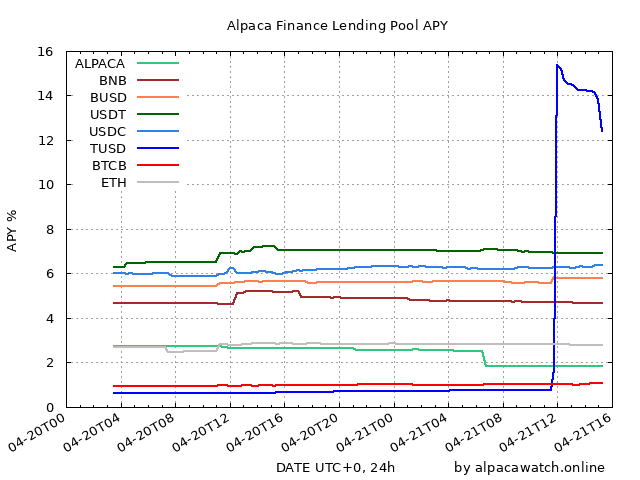 Alpaca Finance Lending Pool APY
16
14
12
10
8
6
4
2
0
APY %
ALPACA
BNB
BUSD
USDT
USDC
TUSD
BTCB
ETH
04-20T00
04-20T04
04-20T08
04-20T12
04-20T16
04-20T20
04-21T00
04-21T04
04-21T08
04-21T12
04-21T16
DATE UTC+0, 24h
by alpacawatch.online